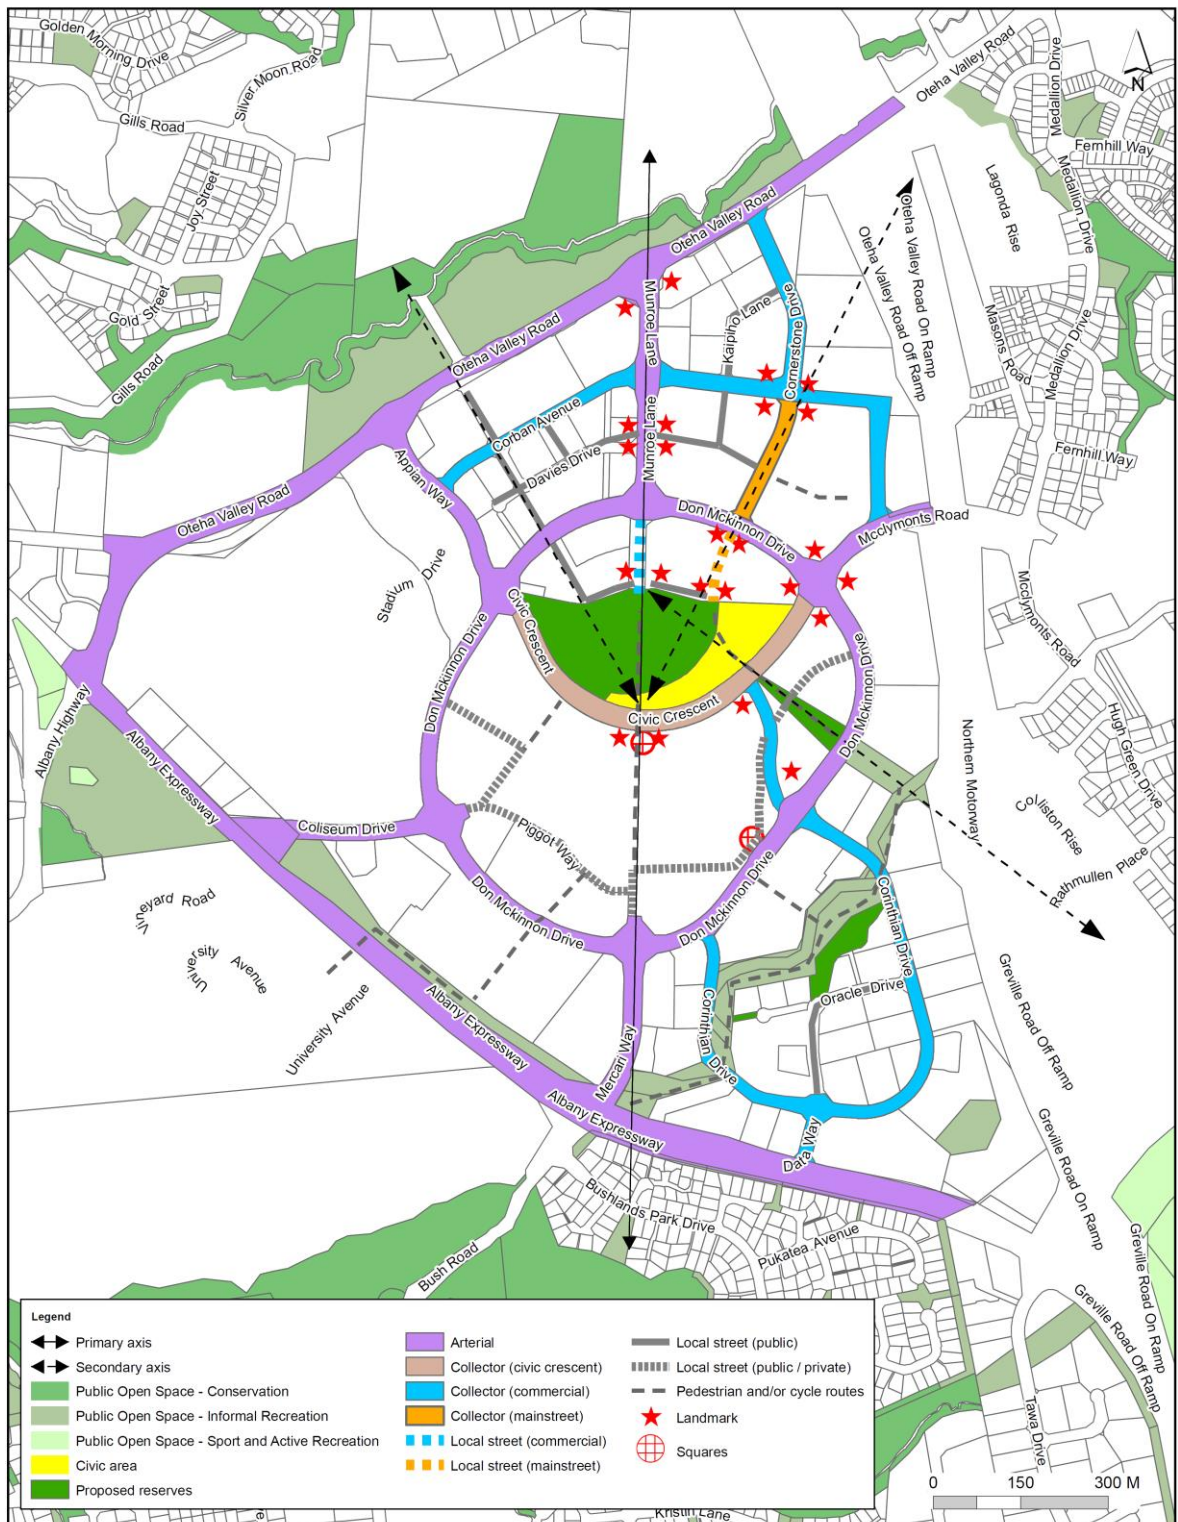 Golden Morning Drive
Silver Moon Road
Gills Road
Joy Street
Gold Street
Gills Road
Oteha Valley Road
Medallion Drive
N
Fernhill Way
Medallion Drive
Lagonda Rise
Oteha Valley Road On Ramp
Oteha Valley Road Off Ramp
Masons Road
Medallion Drive
Fernhill Way
Oteha Valley Road
Munroe Lane
Kaipiho Lane
Cornerstone Drive
Oteha Valley Road
Corban Avenue
Munroe Lane
Davies Drive
Appian Way
Oteha Valley Road
Don Mckinnon Drive
Mcclymonts Road
Stadium Drive
Civic Crescent
Don Mckinnon Drive
Mcclymonts Road
Don Mckinnon Drive
Civic Crescent
Albany Highway
Albany Expressway
Northern Motorway
Hugh Green Drive
Colliston Rise
Rathmullen Place
Coliseum Drive
Piggot Way
Don Mckinnon Drive
Don Mckinnon Drive
Corinthian Drive
Vineyard Road
University Avenue
University Avenue
Albany Expressway
Oracle Drive
Corinthian Drive
Mercari Way
Albany Expressway
Data Way
Greville Road Off Ramp
Greville Road On Ramp
Bushlands Park Drive
Pukatea Avenue
Bush Road
Greville Road On Ramp
Greville Road Off Ramp
Tawa Drive
Kristin Lane
Legend
Primary axis
Secondary axis
Public Open Space - Conservation
Public Open Space - Informal Recreation
Public Open Space - Sport and Active Recreation
Civic area
Proposed reserves
Arterial
Collector (civic crescent)
Collector (commercial)
Collector (mainstreet)
Local street (commercial)
Local street (mainstreet)
Local street (public)
Local street (public / private)
Pedestrian and/or cycle routes
Landmark
Squares
0 150 300 M